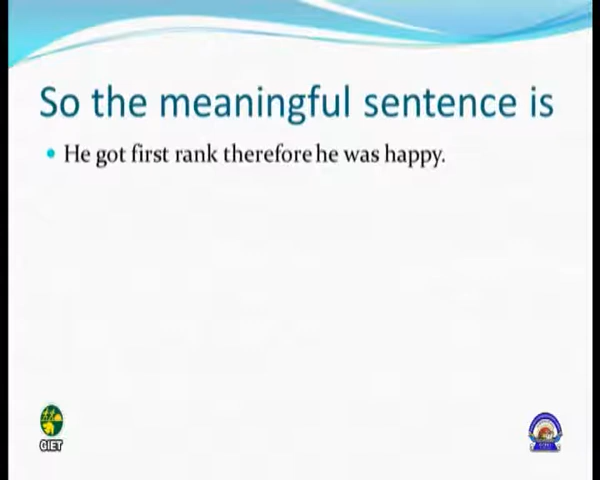 So the meaningful sentence is
He got first rank therefore he was happy.
GIET